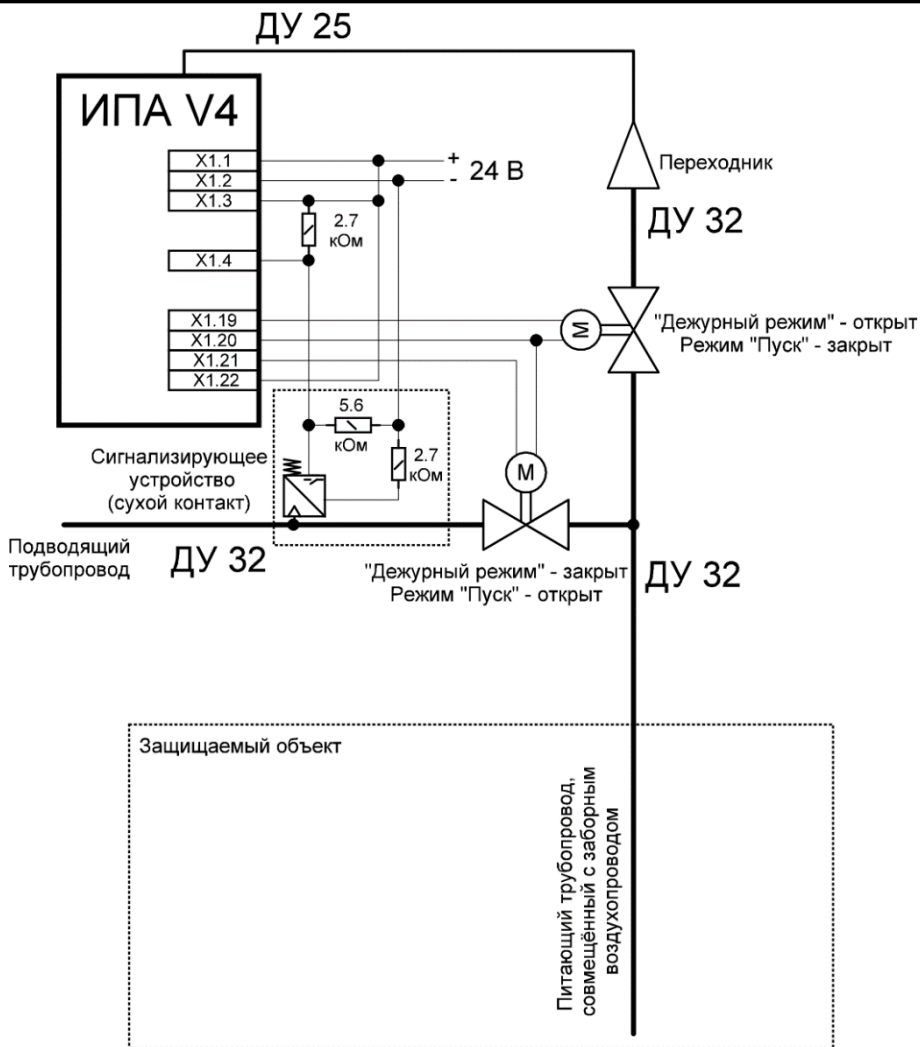 ДУ 25
ИПА V4
X1.1
X1.2
X1.3
X1.4
X1.19
X1.20
X1.21
X1.22
+
- 24 В
2.7
кОм
Переходник
ДУ 32
М
"Дежурный режим" - открыт
Режим "Пуск" - закрыт
5.6
кОм
2.7
кОм
М
Сигнализирующее
устройство
(сухой контакт)
Подводящий
трубопровод
ДУ 32
"Дежурный режим" - закрыт
Режим "Пуск" - открыт
ДУ 32
Защищаемый объект
Питающий трубопровод,
совмещённый с заборным
воздухопроводом